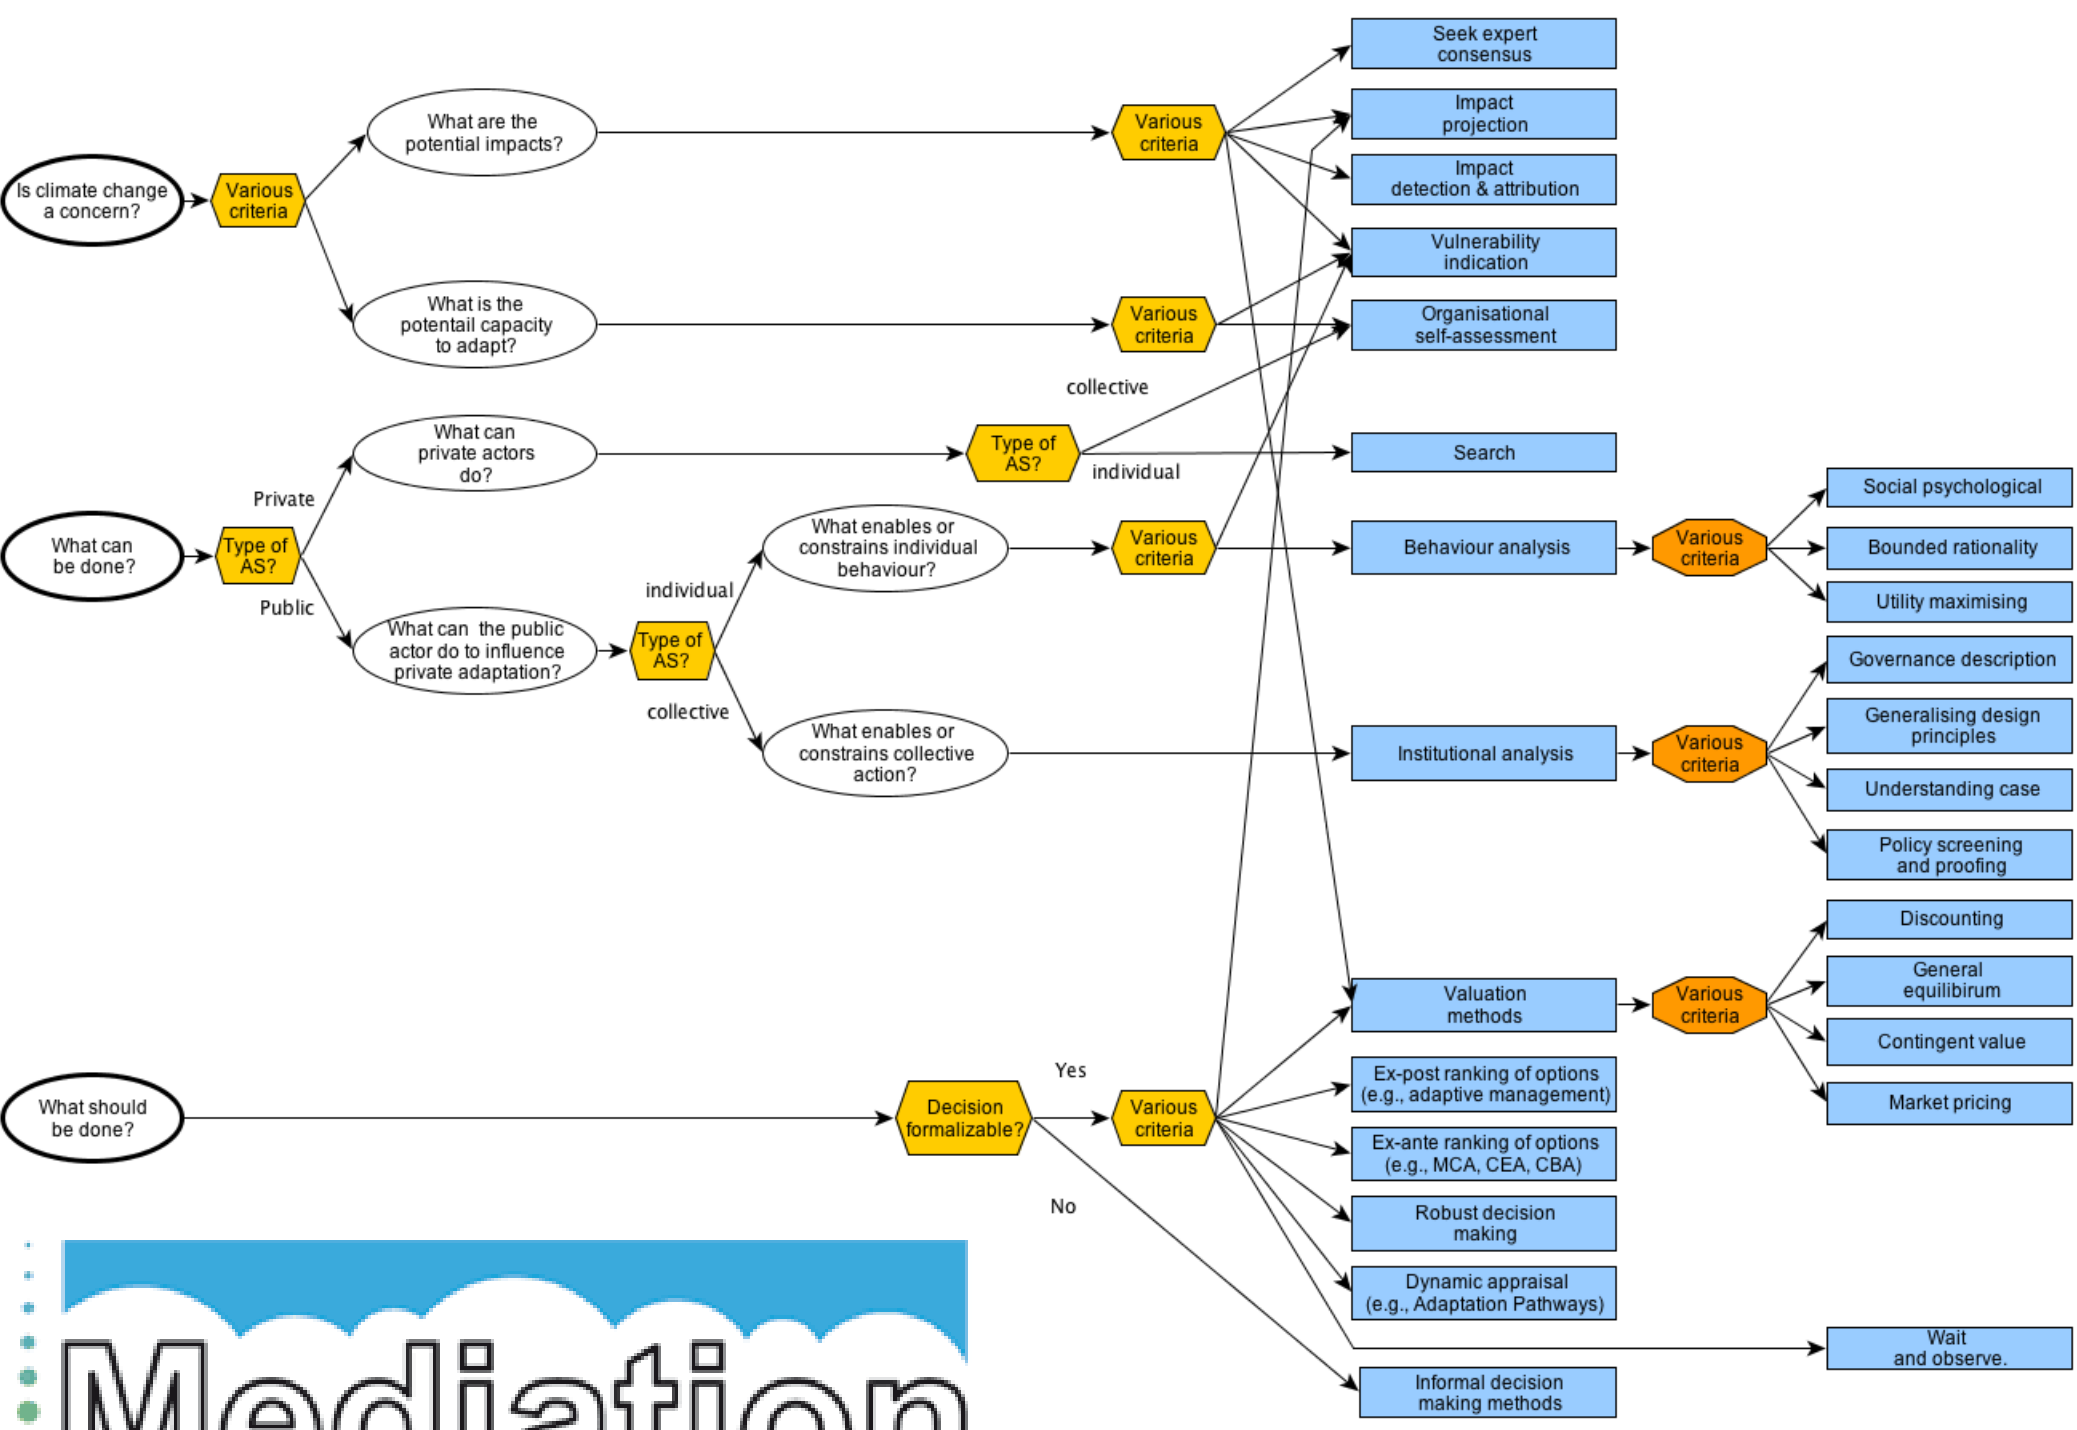 Is climate change
a concern?
Various
criteria
What are the
potential impacts?
What is the
potentail capacity
to adapt?
Various
criteria
Various
criteria
Seek expert
consensus
Impact
projection
Impact
detection & attribution
Vulnerability
indication
Organisational
self-assessment
What can
be done?
Type of
AS?
Private
Public
What can
private actors
do?
What can  the public
actor do to influence
private adaptation?
Type of
AS?
collective
individual
Search
Type of
AS?
individual
collective
What enables or
constrains individual
behaviour?
Various
criteria
Behaviour analysis
Various
criteria
Social psychological
Bounded rationality
Utility maximising
What enables or
constrains collective
action?
Institutional analysis
Various
criteria
Governance description
Generalising design
principles
Understanding case
Policy screening
and proofing
Valuation
methods
Various
criteria
Discounting
General
equilibirum
Contingent value
Market pricing
What should
be done?
Decision
formalizable?
Yes
No
Various
criteria
Ex-post ranking of options
(e.g., adaptive management)
Ex-ante ranking of options
(e.g., MCA, CEA, CBA)
Robust decision
making
Dynamic appraisal
(e.g., Adaptation Pathways)
Wait
and observe.
Informal decision
making methods
Mediation